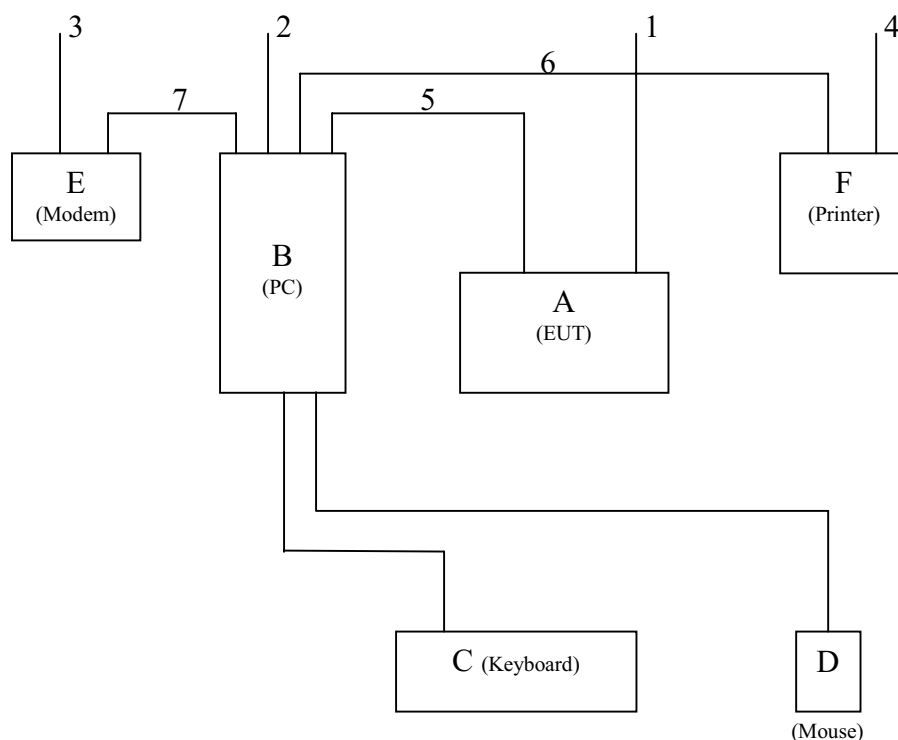 3
2
1
4
6
7
5
E
(Modem)
F
(Printer)
B
(PC)
A
(EUT)
C (Keyboard)
D
(Mouse)